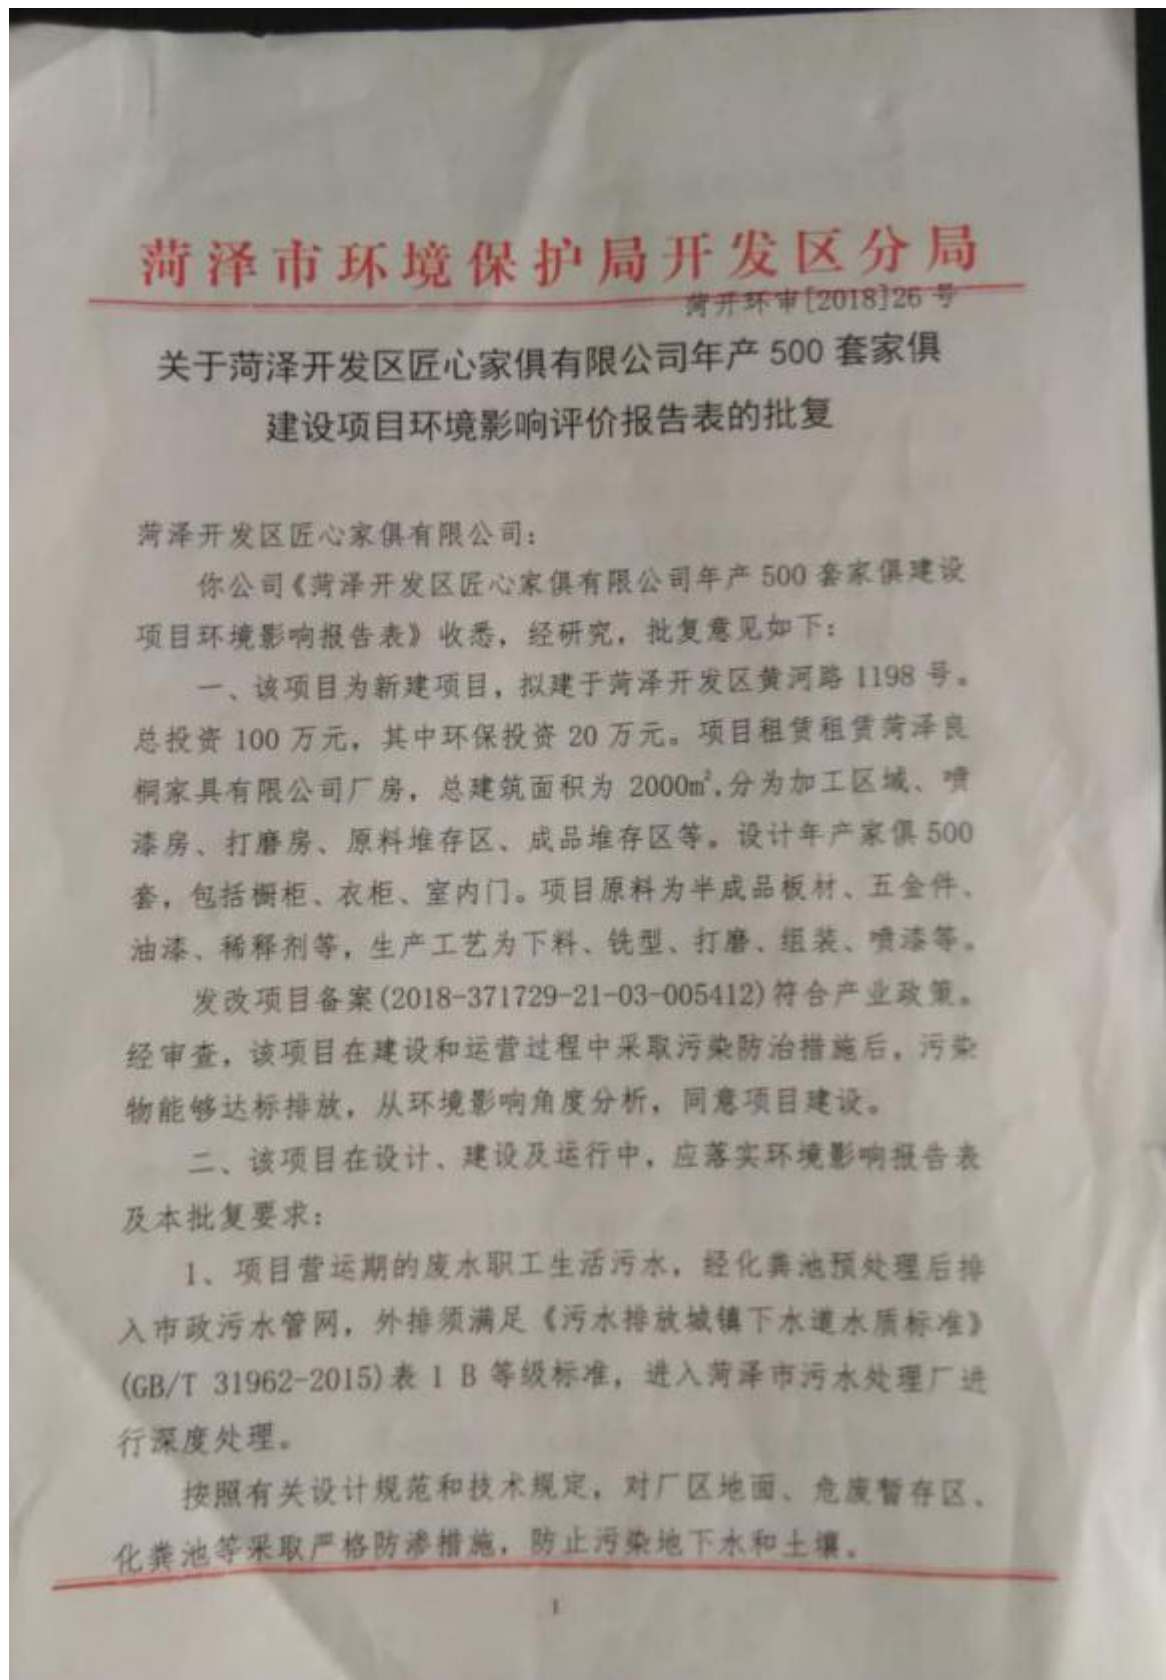 菏泽市环境保护局开发区分局
菏开环审[2018]26号
关于菏泽开发区匠心家俱有限公司年产500套家俱
建设项目环境影响评价报告表的批复
菏泽开发区匠心家俱有限公司：
你公司《菏泽开发区匠心家俱有限公司年产500套家俱建设
项目环境影响报告表》收悉，经研究，批复意见如下：
一、该项目为新建项目，拟建于菏泽开发区黄河路1198号。
总投资100万元，其中环保投资20万元。项目租赁租赁菏泽良
桐家具有限公司厂房，总建筑面积为2000m²,分为加工区域、喷
漆房、打磨房、原料堆存区、成品堆存区等。设计年产家俱500
套，包括橱柜、衣柜、室内门。项目原料为半成品板材、五金件、
油漆、稀释剂等，生产工艺为下料、铣型、打磨、组装、喷漆等。
发改项目备案(2018-371729-21-03-005412)符合产业政策。
经审查，该项目在建设和运营过程中采取污染防治措施后，污染
物能够达标排放，从环境影响角度分析，同意项目建设。
二、该项目在设计、建设及运行中，应落实环境影响报告表
及本批复要求：
1、项目营运期的废水职工生活污水，经化粪池预处理后排
入市政污水管网，外排须满足《污水排放城镇下水道水质标准》
(GB/T 31962-2015)表1 B等级标准，进入菏泽市污水处理厂进
行深度处理。
按照有关设计规范和技术规定，对厂区地面、危废暂存区、
化粪池等采取严格防渗措施，防止污染地下水和土壤。
1